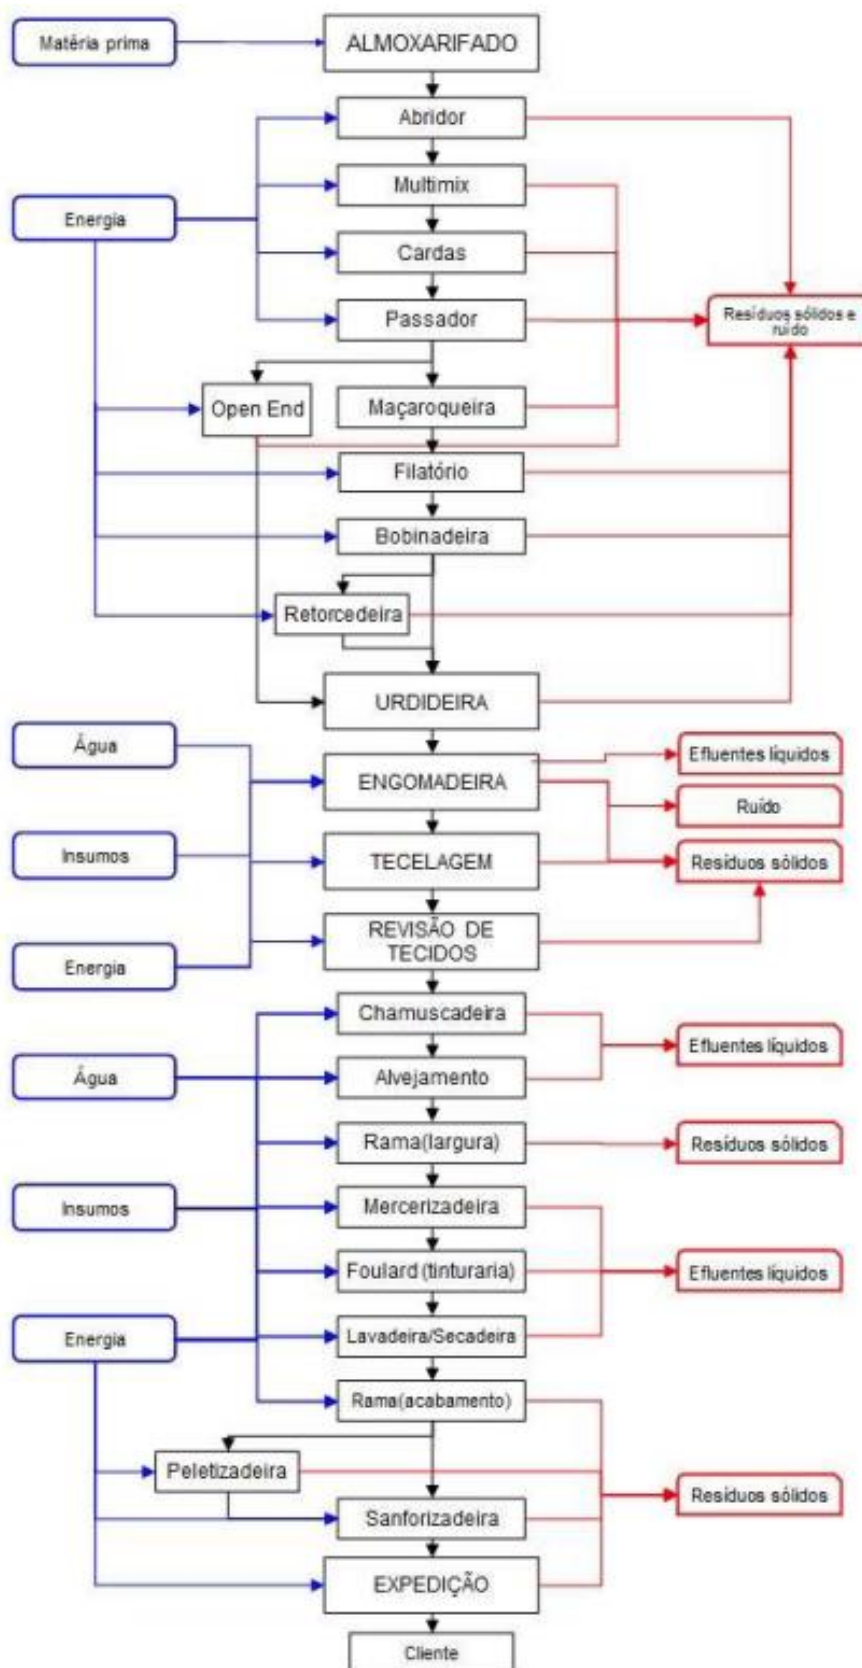 Matéria prima
ALMOXARIFADO
Abridor
Multimix
Energia
Cardas
Passador
Resíduos sólidos e
ruído
Open End
Maçaroqueira
Filatório
Bobinadeira
Retorcedeira
URDIDEIRA
Água
Efluentes líquidos
ENGOMADEIRA
Ruído
Insumos
TECELAGEM
Resíduos sólidos
REVISÃO DE
TECIDOS
Energia
Chamuscadeira
Efluentes líquidos
Água
Alvejamento
Rama(largura)
Resíduos sólidos
Insumos
Mercerizadeira
Foulard (tinturaria)
Efluentes líquidos
Energia
Lavadeira/Secadeira
Rama(acabamento)
Peletizadeira
Resíduos sólidos
Sanforizadeira
EXPEDIÇÃO
Cliente